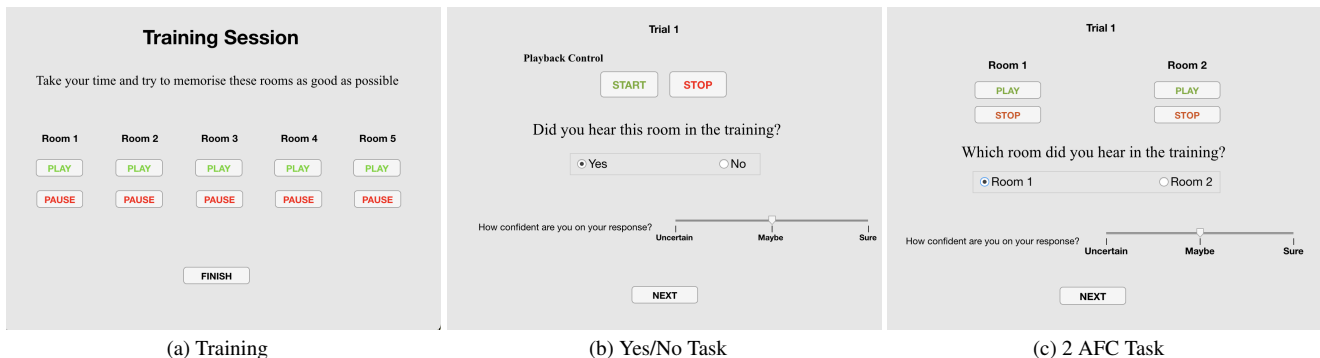 Training Session
Take your time and try to memorise these rooms as good as possible
Room 1 Room 2 Room 3 Room 4 Room 5
PLAY PLAY PLAY PLAY PLAY
PAUSE PAUSE PAUSE PAUSE PAUSE
FINISH
(a) Training
Trial 1
Playback Control
START STOP
Did you hear this room in the training?
Yes No
How confident are you on your response?
Uncertain Maybe Sure
NEXT
(b) Yes/No Task
Trial 1
Room 1 Room 2
PLAY PLAY
STOP STOP
Which room did you hear in the training?
Room 1 Room 2
How confident are you on your response?
Uncertain Maybe Sure
NEXT
(c) 2 AFC Task